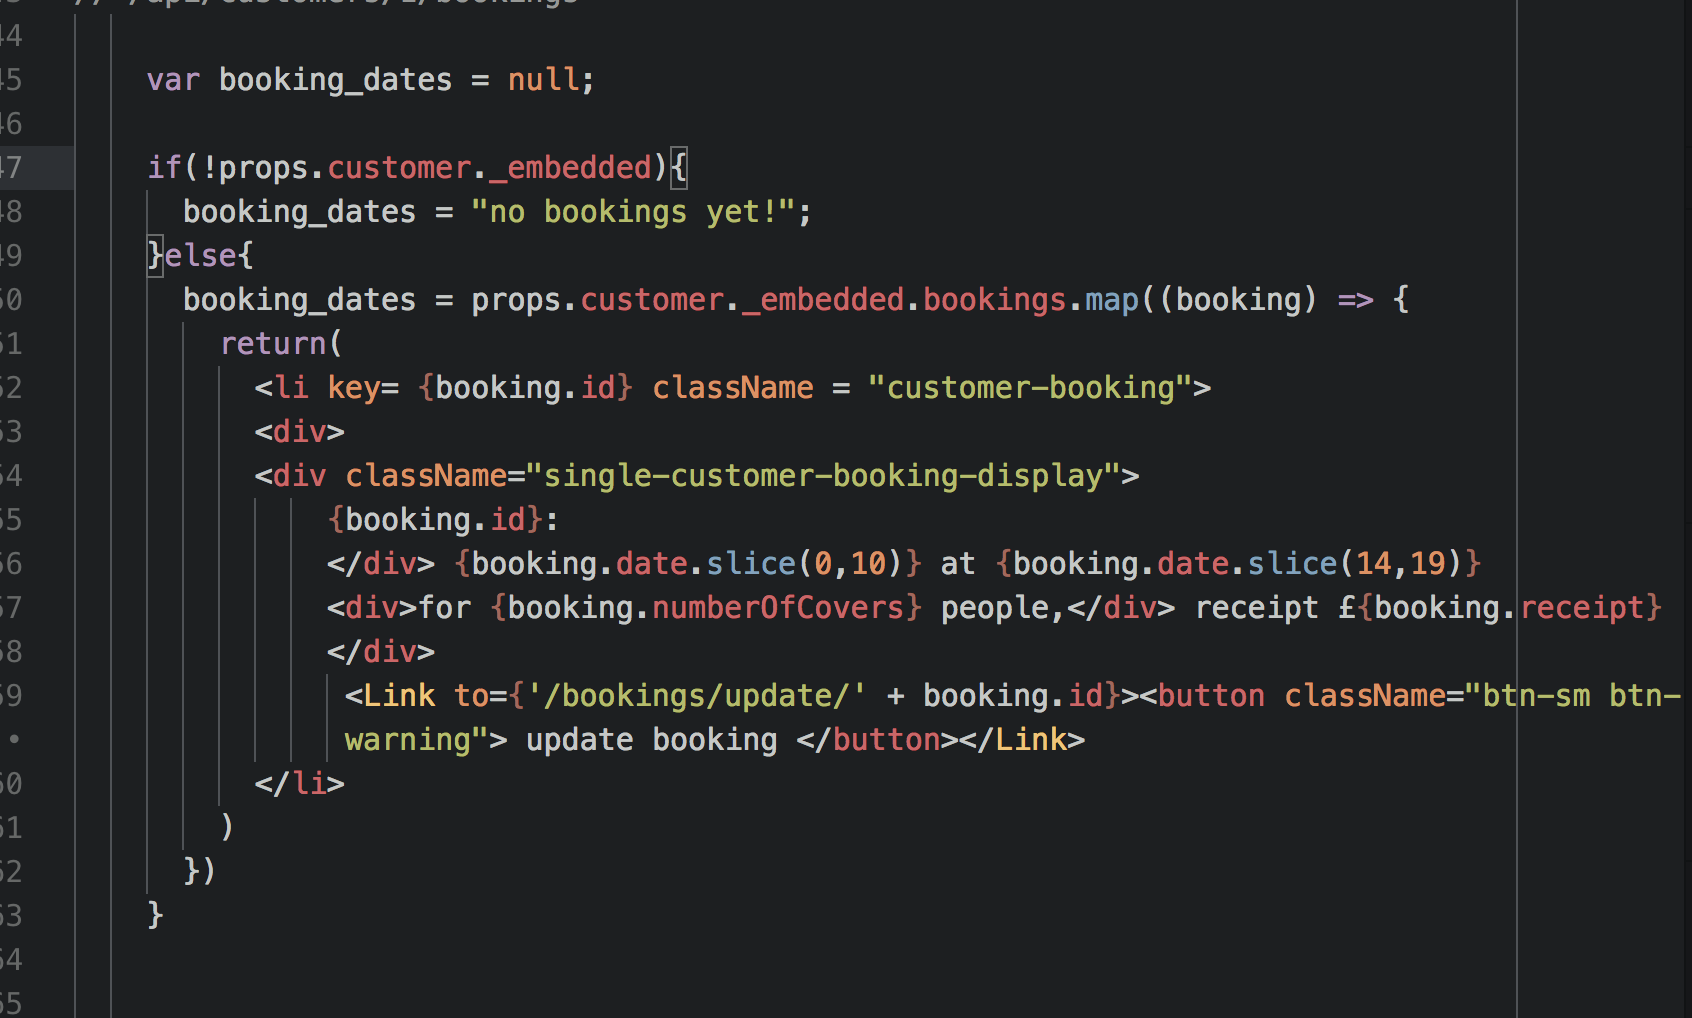 // /api/customers/1/bookings
44
45 var booking_dates = null;
46
47 if(!props.customer._embedded){
48 booking_dates = "no bookings yet!";
49 }else{
50 booking_dates = props.customer._embedded.bookings.map((booking) => {
51 return(
52 <li key= {booking.id} className = "customer-booking">
53 <div>
54 <div className="single-customer-booking-display">
55 {booking.id}:
56 </div> {booking.date.slice(0,10)} at {booking.date.slice(14,19)}
57 <div>for {booking.numberOfCovers} people,</div> receipt £{booking.receipt}
58 </div>
59 <Link to={'/bookings/update/' + booking.id}><button className="btn-sm btn-
• warning"> update booking </button></Link>
60 </li>
61 )
62 })
63 }
64
65